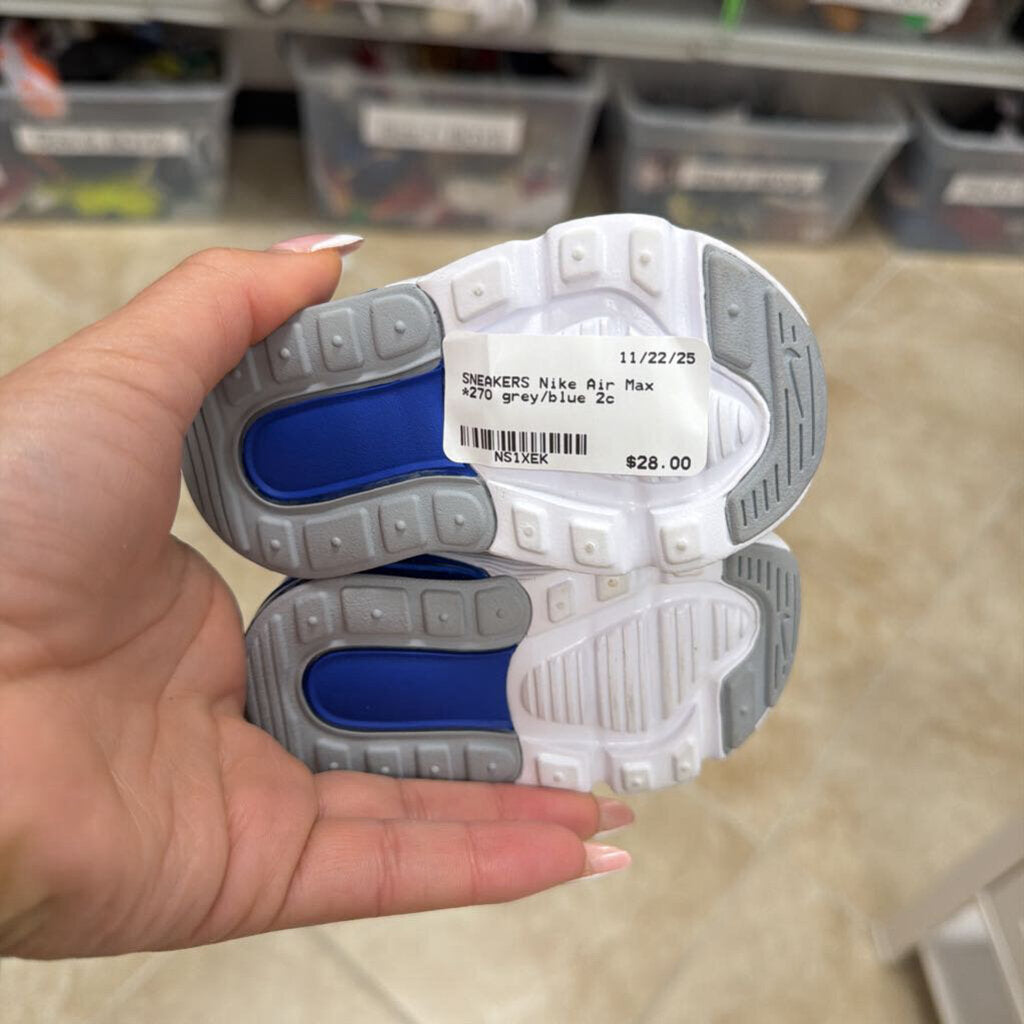 11/22/25
SNEAKERS Nike Air Max
*270 grey/blue 2c
NS1XEK
$28.00